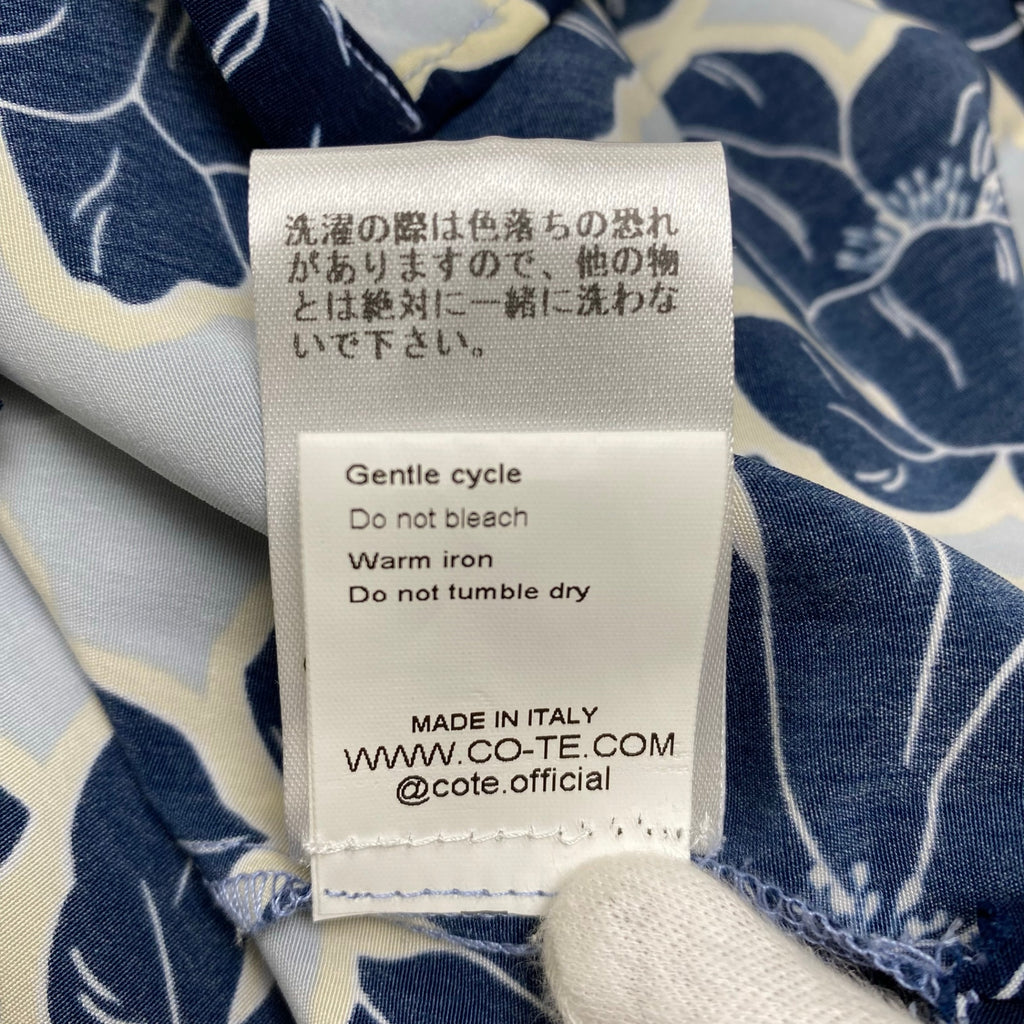 洗濯の際は色落ちの恐れ
がありますので、他の物
とは絶対に一緒に洗わな
いで下さい。
Gentle cycle
Do not bleach
Warm iron
Do not tumble dry
MADE IN ITALY
WWW.CO-TE.COM
@cote.official